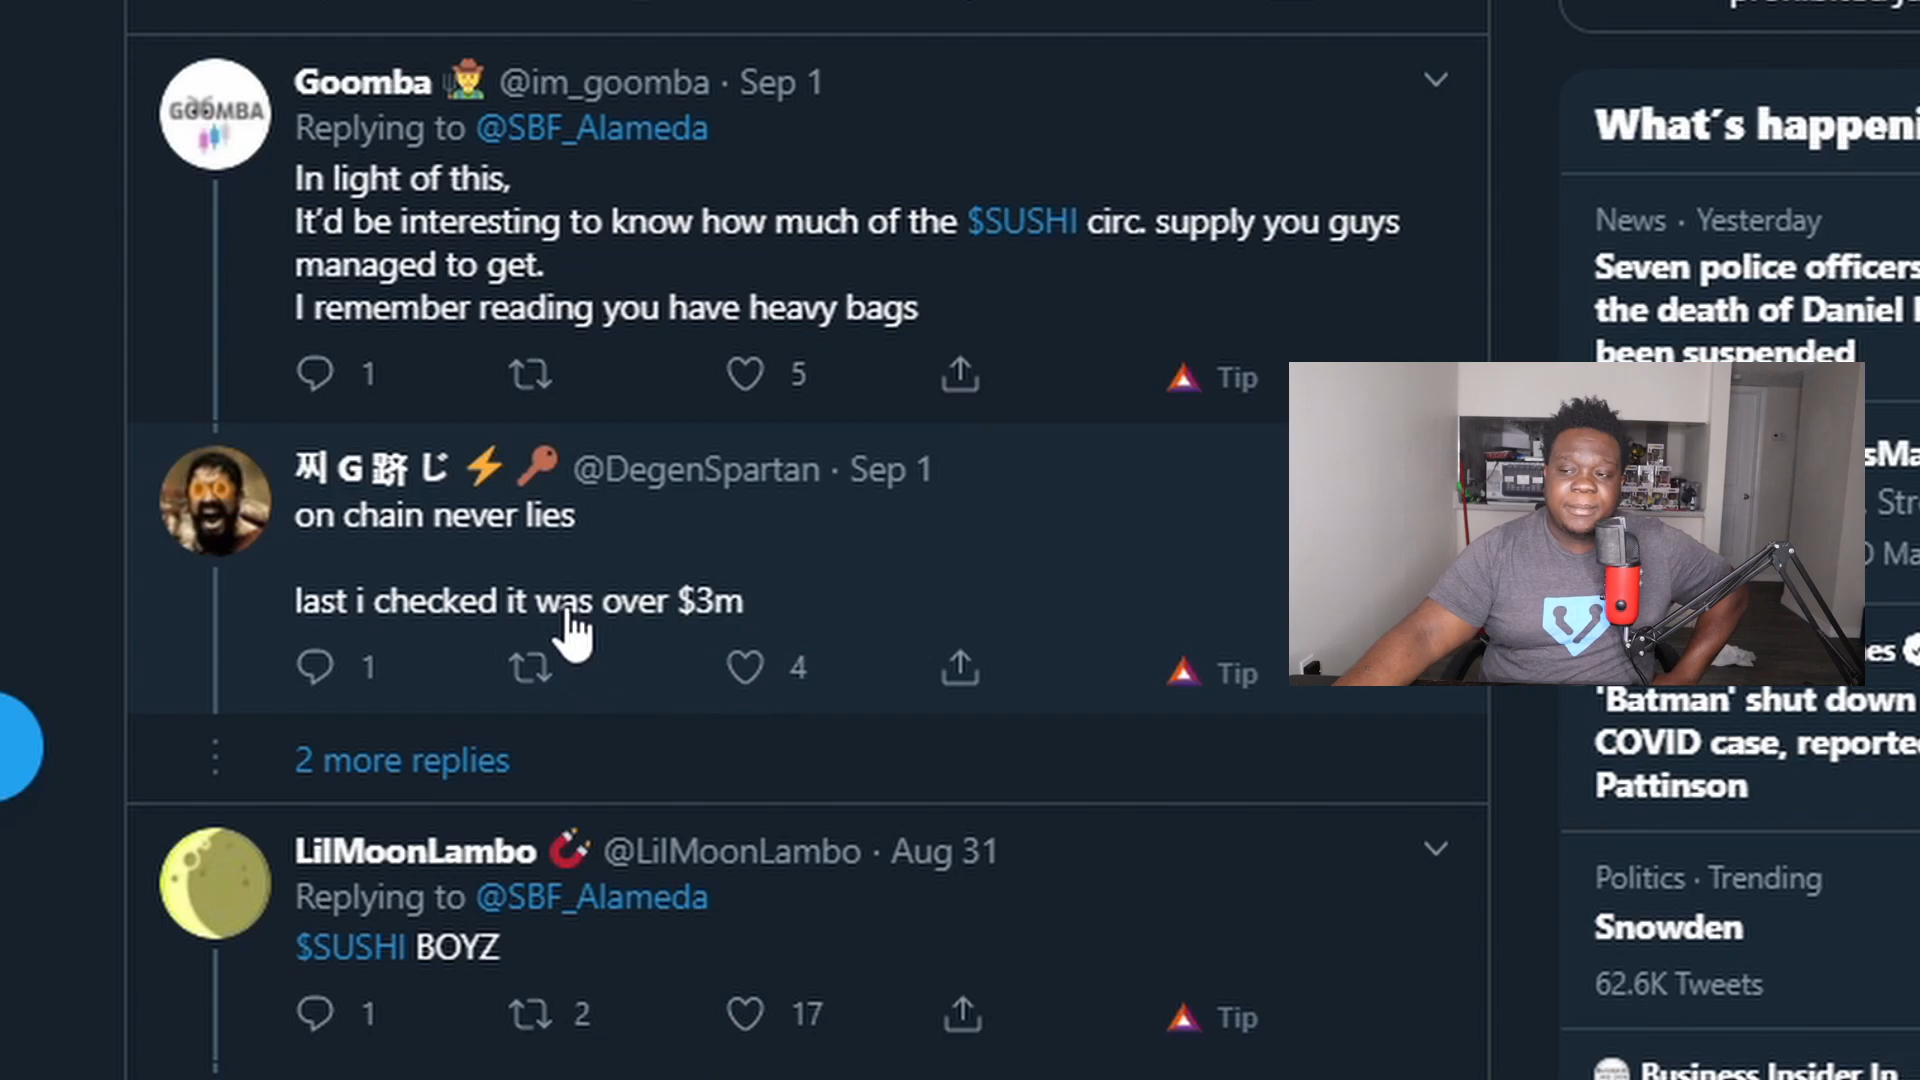 Goomba @im_goomba · Sep 1
Replying to @SBF_Alameda
In light of this,
It'd be interesting to know how much of the $SUSHI circ. supply you guys
managed to get.
I remember reading you have heavy bags
1 5 Tip
찌 G 跻 じ @DegenSpartan · Sep 1
on chain never lies
last i checked it was over $3m
1 4 Tip
2 more replies
LilMoonLambo @LilMoonLambo · Aug 31
Replying to @SBF_Alameda
$SUSHI BOYZ
1 2 17 Tip
GOOMBA
What's happeni
News · Yesterday
Seven police officers
the death of Daniel
been suspended
'Batman' shut down
COVID case, reporte
Pattinson
Politics · Trending
Snowden
62.6K Tweets
Business Insider In